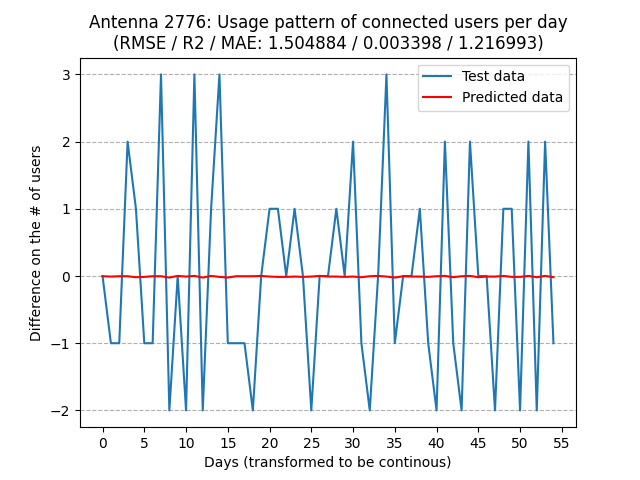 Antenna 2776: Usage pattern of connected users per day
(RMSE / R2 / MAE: 1.504884 / 0.003398 / 1.216993)
Test data
Predicted data
3
2
1
0
−1
−2
Difference on the # of users
0 5 10 15 20 25 30 35 40 45 50 55
Days (transformed to be continous)